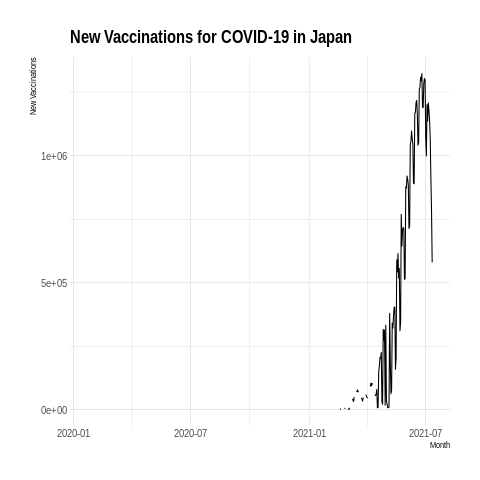 New Vaccinations for COVID-19 in Japan
New Vaccinations
1e+06
5e+05
0e+00
2020-01
2020-07
2021-01
2021-07
Month